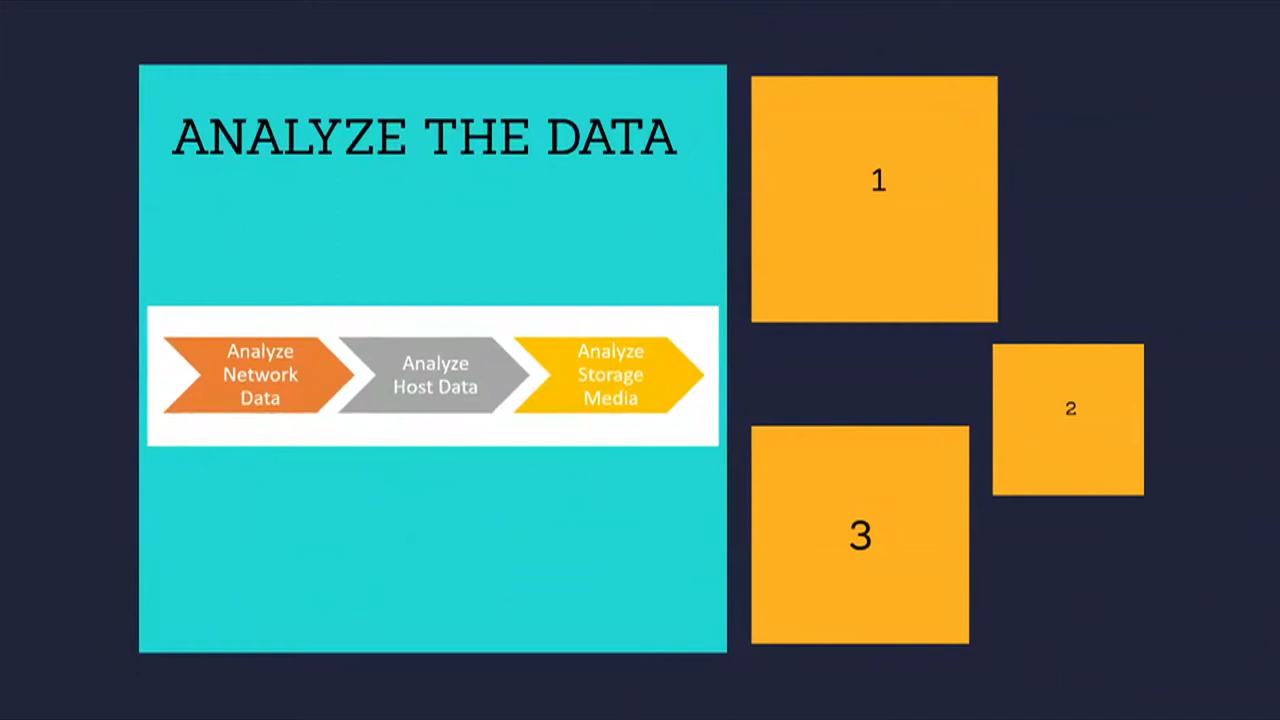 ANALYZE THE DATA
Analyze
Network
Data
Analyze
Host Data
Analyze
Storage
Media
1
2
3